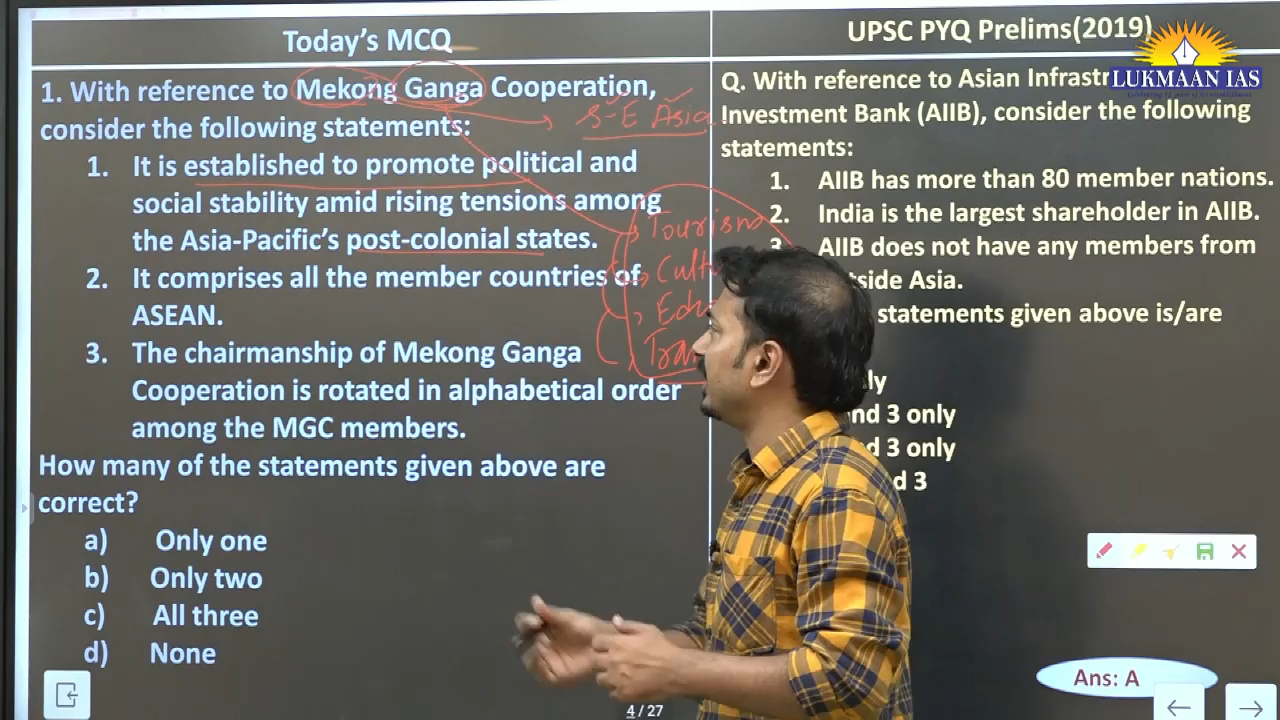 Today's MCQ
1. With reference to Mekong Ganga Cooperation,
consider the following statements:
1. It is established to promote political and
social stability amid rising tensions among
the Asia-Pacific's post-colonial states.
2. It comprises all the member countries of
ASEAN.
3. The chairmanship of Mekong Ganga
Cooperation is rotated in alphabetical order
among the MGC members.
How many of the statements given above are
correct?
a) Only one
b) Only two
c) All three
d) None
S-E Asia
Tourism
UPSC PYQ Prelims(2019)
LUKMAAN IAS
Q. With reference to Asian
Investment Bank (AIIB), consider the following
statements:
1. AIIB has more than 80 member nations.
2. India is the largest shareholder in AIIB.
3. AIIB does not have any members from
Asia.
statements given above is/are
3 only
3 only
3
Ans: A
4 / 27